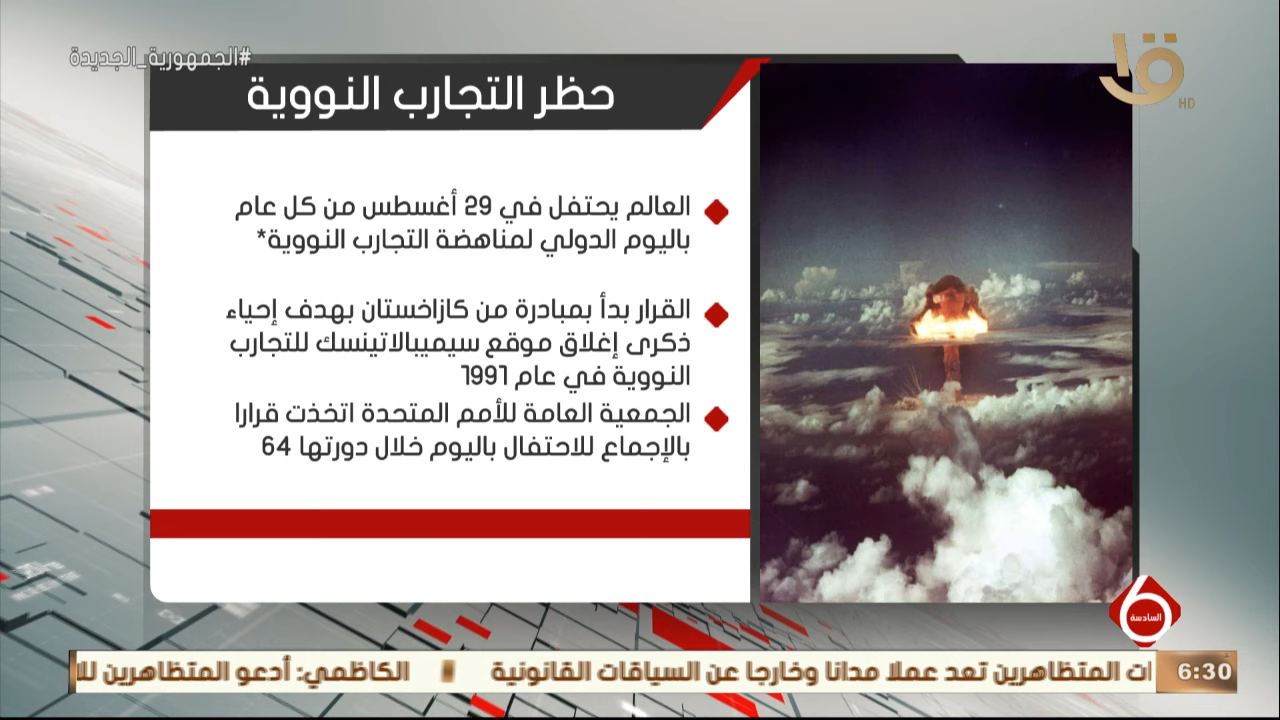 #الجمهورية_الجديدة
HD
حظر التجارب النووية
العالم يحتفل في 29 أغسطس من كل عام
باليوم الدولي لمناهضة التجارب النووية*
القرار بدأ بمبادرة من كازاخستان بهدف إحياء
ذكرى إغلاق موقع سيميبالاتينسك للتجارب
النووية في عام 1991
الجمعية العامة للأمم المتحدة اتخذت قرارا
بالإجماع للاحتفال باليوم خلال دورتها 64
6
السادسة
6:30
ات المتظاهرين تعد عملا مدانا وخارجا عن السياقات القانونية
الكاظمي: أدعو المتظاهرين للا